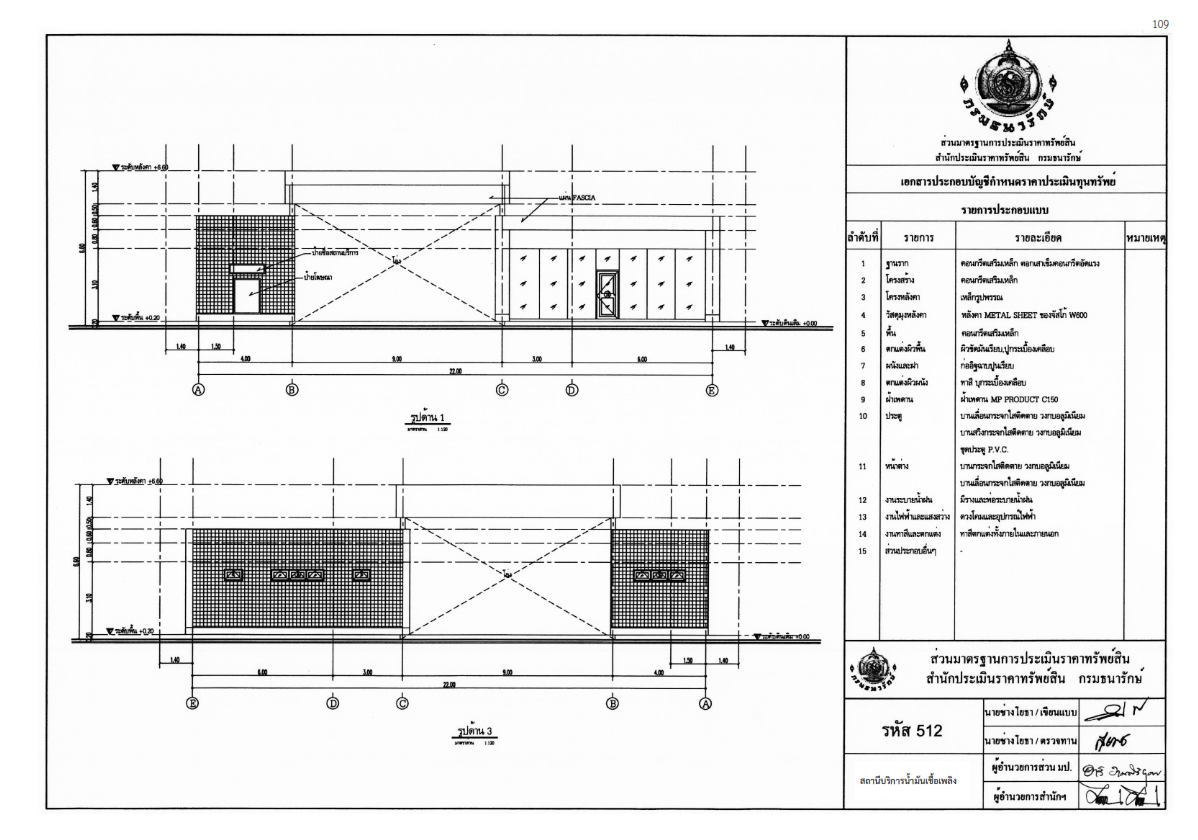 109
กรมธนารักษ์
ส่วนมาตรฐานการประเมินราคาทรัพย์สิน
สำนักประเมินราคาทรัพย์สิน กรมธนารักษ์
เอกสารประกอบบัญชีกำหนดราคาประเมินทุนทรัพย์
รายการประกอบแบบ
ลำดับที่ รายการ รายละเอียด หมายเหตุ
1 ฐานราก คอนกรีตเสริมเหล็ก ตอกเสาเข็มคอนกรีตอัดแรง
2 โครงสร้าง คอนกรีตเสริมเหล็ก
3 โครงหลังคา เหล็กรูปพรรณ
4 วัสดุมุงหลังคา หลังคา METAL SHEET ของจัสโก้ W600
5 พื้น คอนกรีตเสริมเหล็ก
6 ตกแต่งผิวพื้น ผิวขัดมันเรียบ,ปูกระเบื้องเคลือบ
7 ผนังและฝา ก่ออิฐฉาบปูนเรียบ
8 ตกแต่งผิวผนัง ทาสี บุกระเบื้องเคลือบ
9 ฝ้าเพดาน ฝ้าเพดาน MP PRODUCT C150
10 ประตู บานเลื่อนกระจกใสติดตาย วงกบอลูมิเนียม
บานสวิงกระจกใสติดตาย วงกบอลูมิเนียม
ชุดประตู P.V.C.
11 หน้าต่าง บานกระจกใสติดตาย วงกบอลูมิเนียม
บานเลื่อนกระจกใสติดตาย วงกบอลูมิเนียม
12 งานระบายน้ำฝน มีรางและท่อระบายน้ำฝน
13 งานไฟฟ้าและแสงสว่าง ดวงโคมและอุปกรณ์ไฟฟ้า
14 งานทาสีและตกแต่ง ทาสีตกแต่งทั้งภายในและภายนอก
15 ส่วนประกอบอื่นๆ -
ระดับหลังคา +6.60
แผ่น FASCIA
ป้ายชื่อสถานบริการ
ป้ายโฆษณา
โล่ง
ระดับพื้น +0.20
ระดับดินเดิม +0.00
1.40 0.50 0.60 0.80 3.10 0.20 6.60
1.40 1.50 1.40
4.00 9.00 3.00 6.00
22.00
A B C D E
รูปด้าน 1
มาตราส่วน 1:120
ระดับหลังคา +6.60
โล่ง
ระดับพื้น +0.20
ระดับดินเดิม +0.00
1.40 0.50 0.60 0.80 3.10 0.20 6.60
1.40 1.50 1.40
6.00 3.00 9.00 4.00
22.00
E D C B A
รูปด้าน 3
มาตราส่วน 1:120
ส่วนมาตรฐานการประเมินราคาทรัพย์สิน
สำนักประเมินราคาทรัพย์สิน กรมธนารักษ์
รหัส 512
สถานีบริการน้ำมันเชื้อเพลิง
นายช่างโยธา / เขียนแบบ
นายช่างโยธา / ตรวจทาน
ผู้อำนวยการส่วน มป.
ผู้อำนวยการสำนักฯ